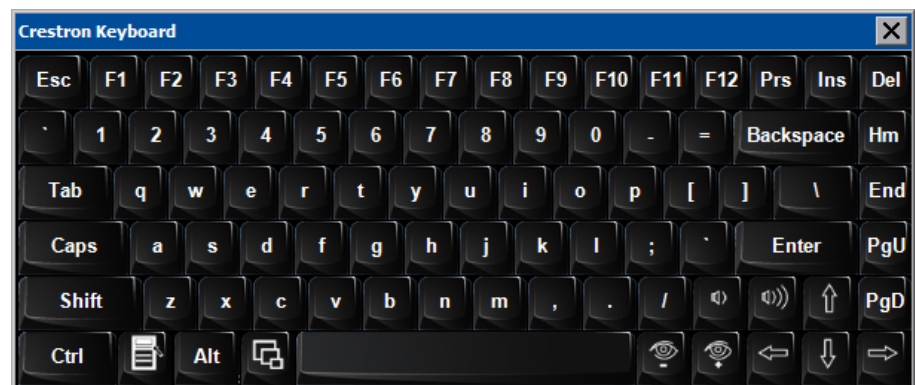 Crestron Keyboard
Esc F1 F2 F3 F4 F5 F6 F7 F8 F9 F10 F11 F12 Prs Ins Del
` 1 2 3 4 5 6 7 8 9 0 - = Backspace Hm
Tab q w e r t y u i o p [ ] \ End
Caps a s d f g h j k l ; ` Enter PgU
Shift z x c v b n m , . / PgD
Ctrl Alt